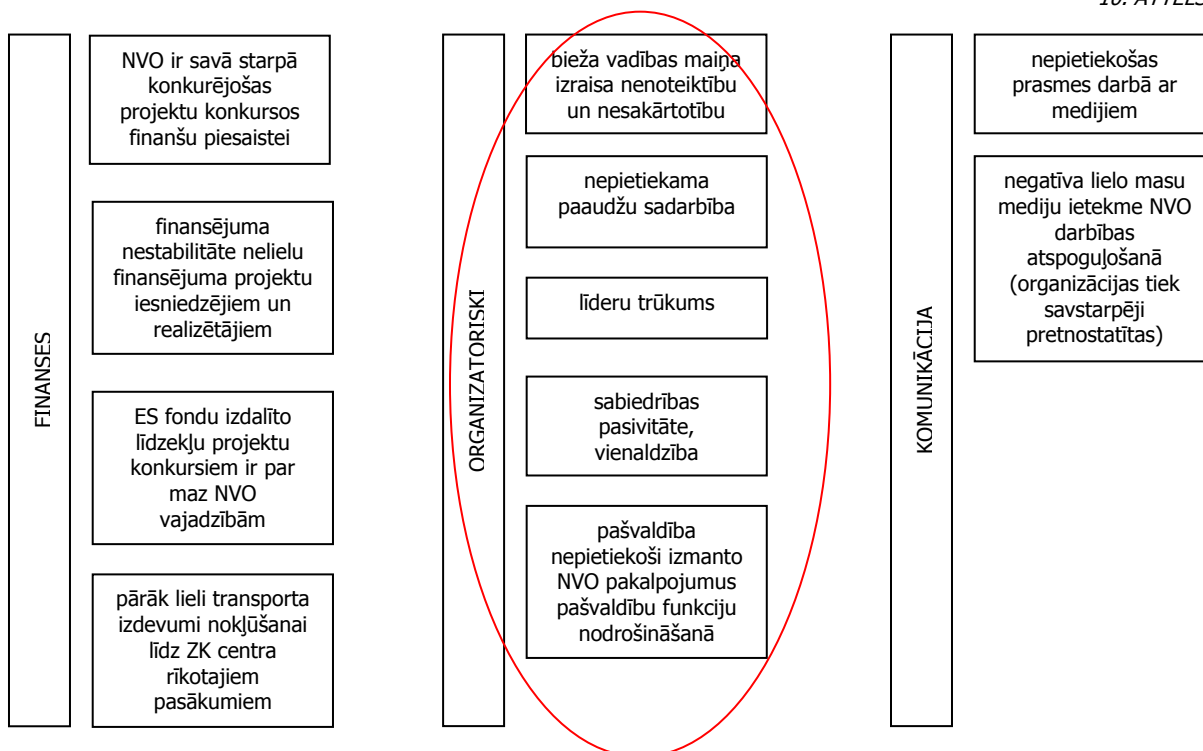 10. ATTĒLS
FINANSES
NVO ir savā starpā
konkurējošas
projektu konkursos
finanšu piesaistei
finansējuma
nestabilitāte nelielu
finansējuma projektu
iesniedzējiem un
realizētājiem
ES fondu izdalīto
līdzekļu projektu
konkursiem ir par
maz NVO
vajadzībām
pārāk lieli transporta
izdevumi nokļūšanai
līdz ZK centra
rīkotajiem
pasākumiem
ORGANIZATORISKI
bieža vadības maiņa
izraisa nenoteiktību
un nesakārtotību
nepietiekama
paaudžu sadarbība
līderu trūkums
sabiedrības
pasivitāte,
vienaldzība
pašvaldība
nepietiekoši izmanto
NVO pakalpojumus
pašvaldību funkciju
nodrošināšanā
KOMUNIKĀCIJA
nepietiekošas
prasmes darbā ar
medijiem
negatīva lielo masu
mediju ietekme NVO
darbības
atspoguļošanā
(organizācijas tiek
savstarpēji
pretnostatītas)